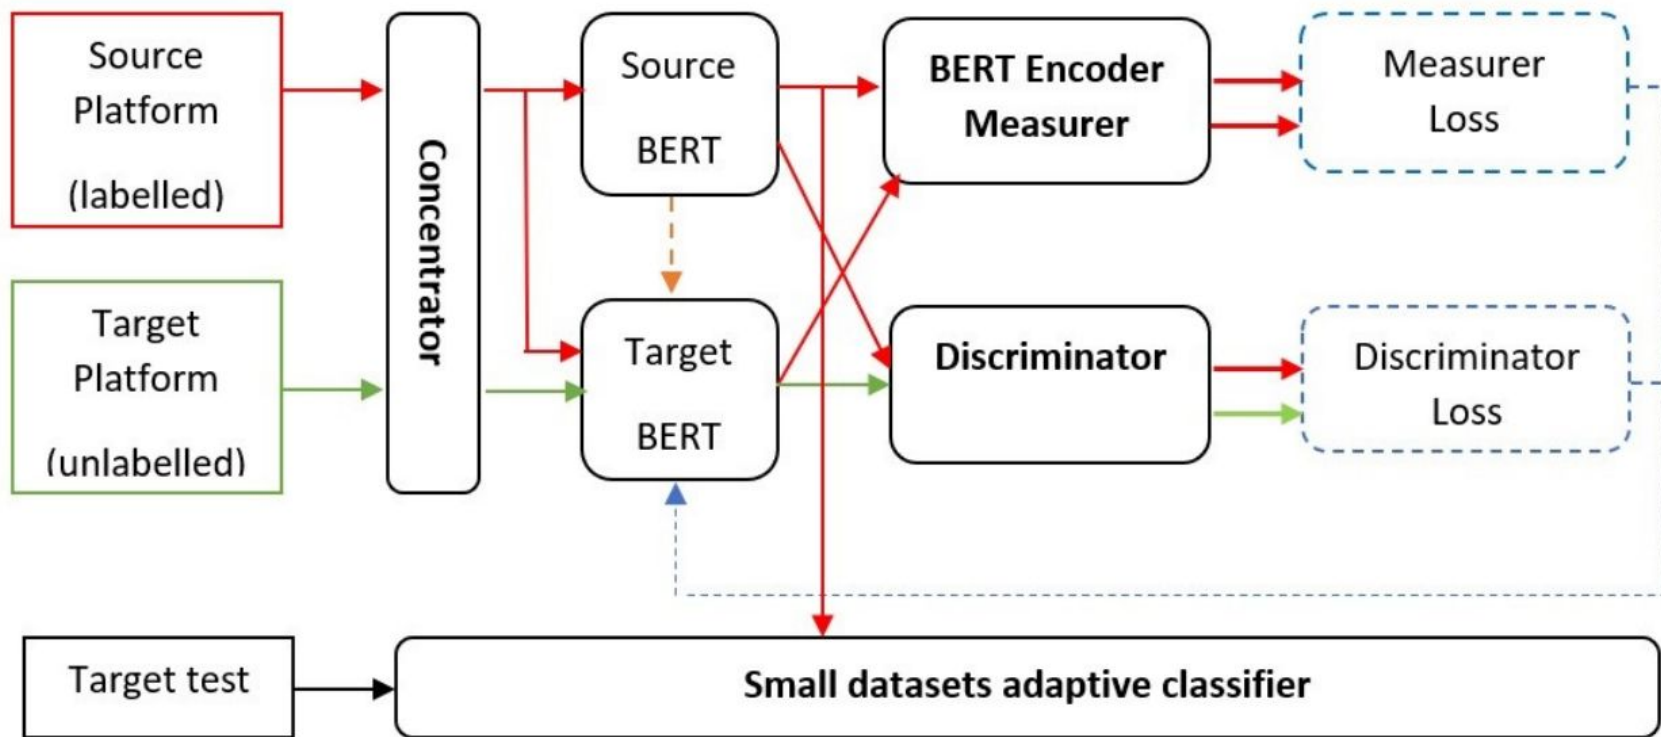 Source
Platform
(labelled)
Target
Platform
(unlabelled)
Concentrator
Source
BERT
Target
BERT
BERT Encoder
Measurer
Discriminator
Measurer
Loss
Discriminator
Loss
Target test
Small datasets adaptive classifier